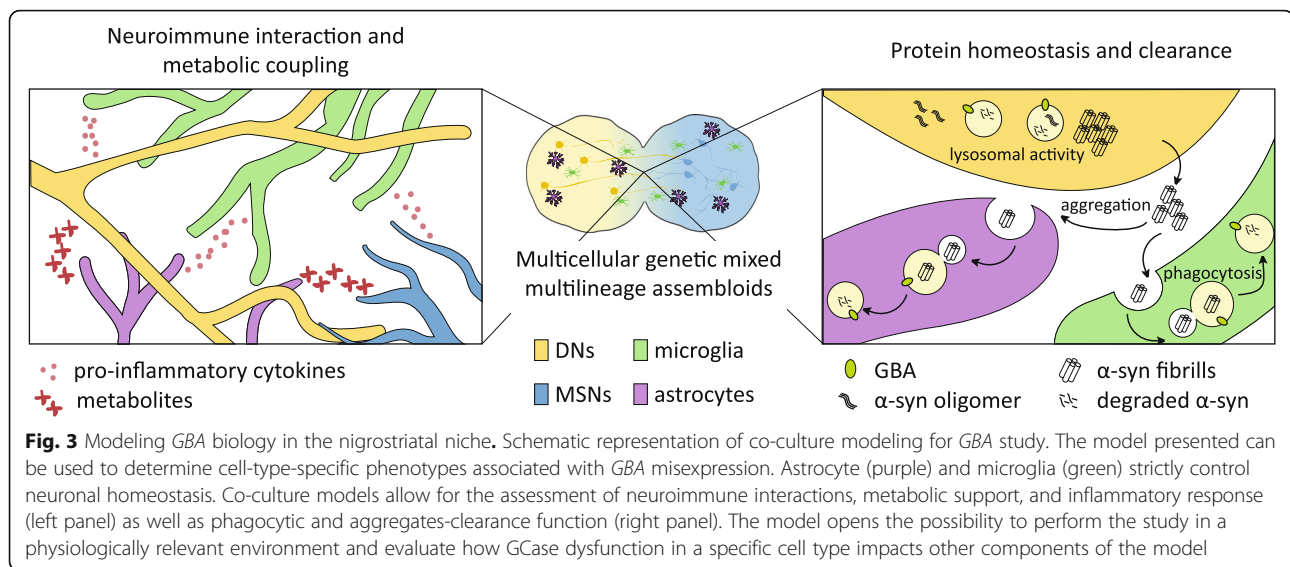 Neuroimmune interaction and
metabolic coupling
Protein homeostasis and clearance
lysosomal activity
aggregation
phagocytosis
Multicellular genetic mixed
multilineage assembloids
DNs
microglia
MSNs
astrocytes
pro-inflammatory cytokines
metabolites
GBA
α-syn fibrills
α-syn oligomer
degraded α-syn
Fig. 3 Modeling GBA biology in the nigrostriatal niche. Schematic representation of co-culture modeling for GBA study. The model presented can
be used to determine cell-type-specific phenotypes associated with GBA misexpression. Astrocyte (purple) and microglia (green) strictly control
neuronal homeostasis. Co-culture models allow for the assessment of neuroimmune interactions, metabolic support, and inflammatory response
(left panel) as well as phagocytic and aggregates-clearance function (right panel). The model opens the possibility to perform the study in a
physiologically relevant environment and evaluate how GCase dysfunction in a specific cell type impacts other components of the model